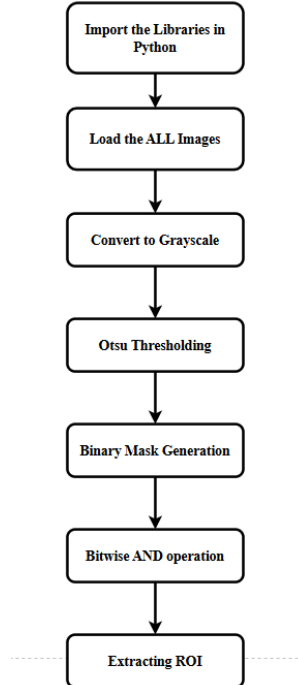 Import the Libraries in
Python
Load the ALL Images
Convert to Grayscale
Otsu Thresholding
Binary Mask Generation
Bitwise AND operation
Extracting ROI